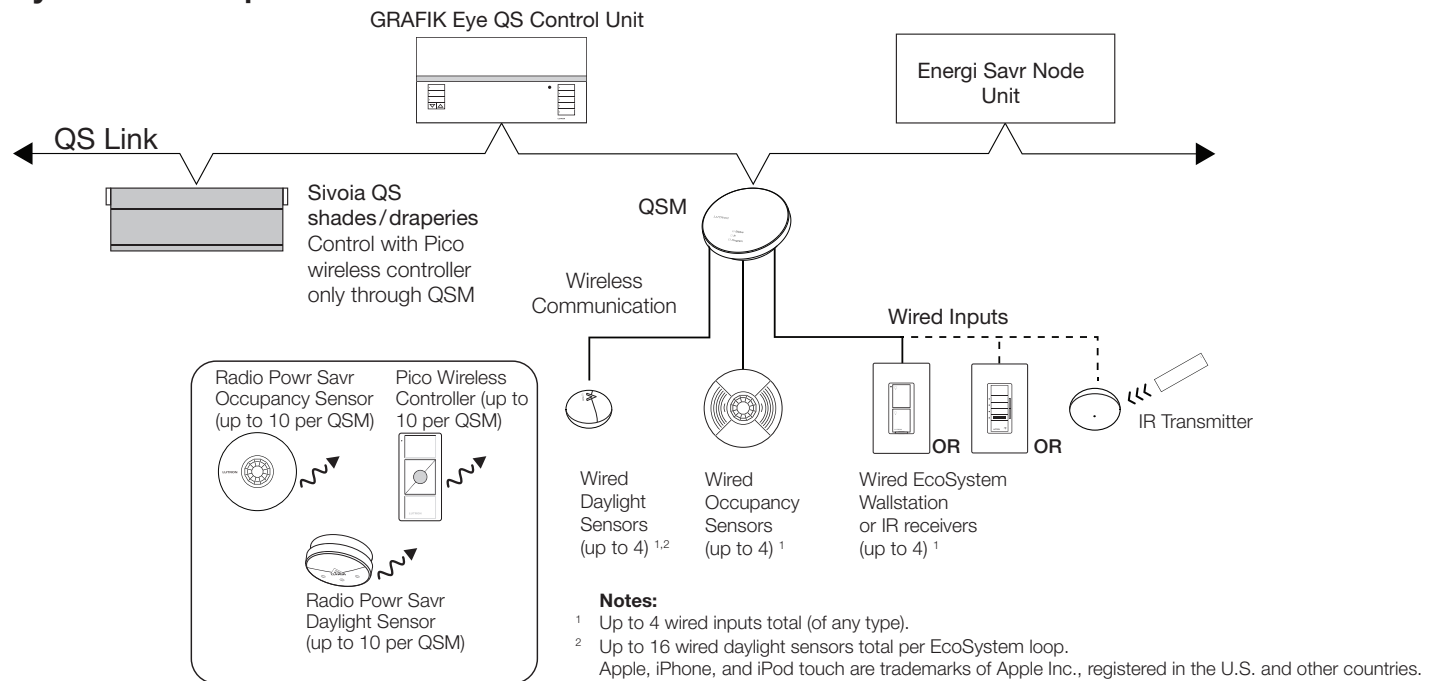 GRAFIK Eye QS Control Unit
Energi Savr Node
Unit
QS Link
Sivoia QS
shades/draperies
Control with Pico
wireless controller
only through QSM
QSM
Wireless
Communication
Wired Inputs
Radio Powr Savr
Occupancy Sensor
(up to 10 per QSM)
Pico Wireless
Controller (up to
10 per QSM)
Radio Powr Savr
Daylight Sensor
(up to 10 per QSM)
OR
OR
IR Transmitter
Wired
Daylight
Sensors
(up to 4) 1,2
Wired
Occupancy
Sensors
(up to 4) 1
Wired EcoSystem
Wallstation
or IR receivers
(up to 4) 1
Notes:
1 Up to 4 wired inputs total (of any type).
2 Up to 16 wired daylight sensors total per EcoSystem loop.
Apple, iPhone, and iPod touch are trademarks of Apple Inc., registered in the U.S. and other countries.